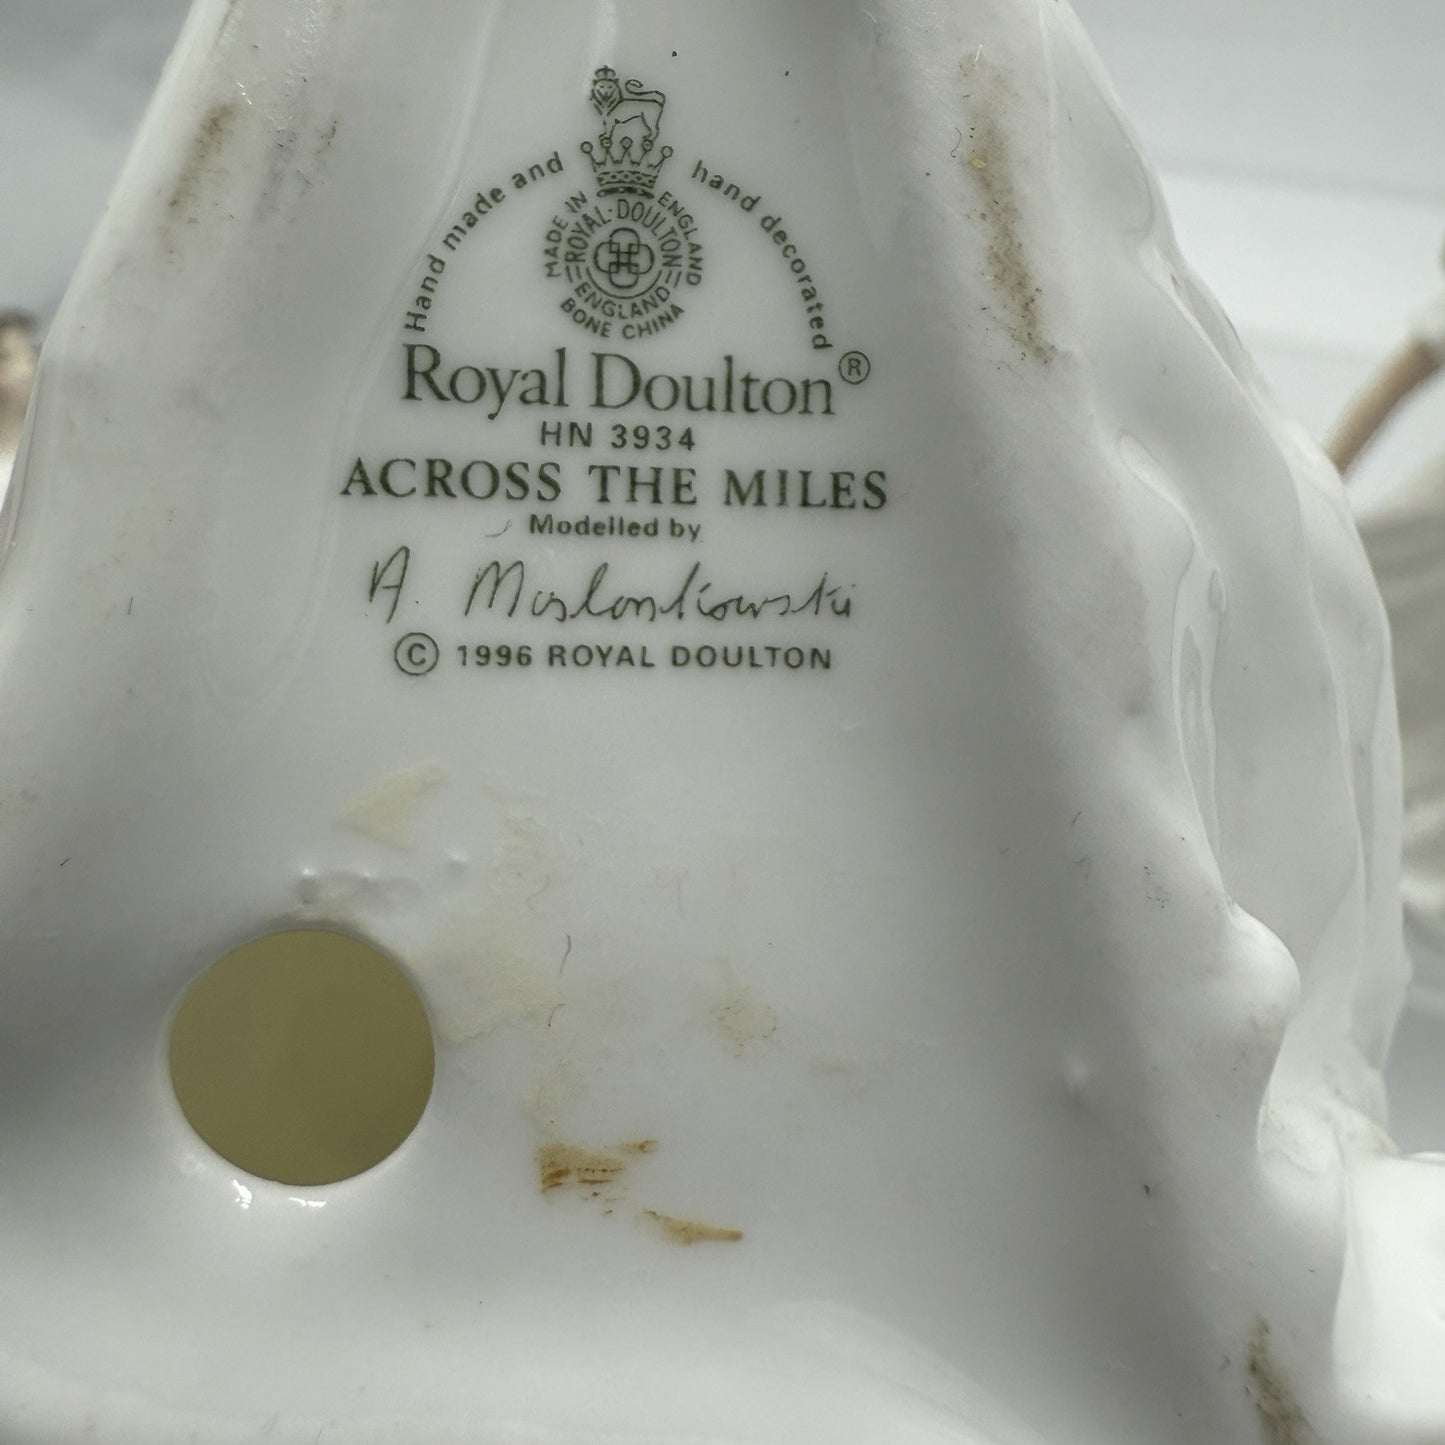 Hand made and hand decorated
MADE IN ENGLAND
ROYAL·DOULTON
ENGLAND
BONE CHINA
Royal Doulton®
HN 3934
ACROSS THE MILES
Modelled by
A. Maslankowski
© 1996 ROYAL DOULTON